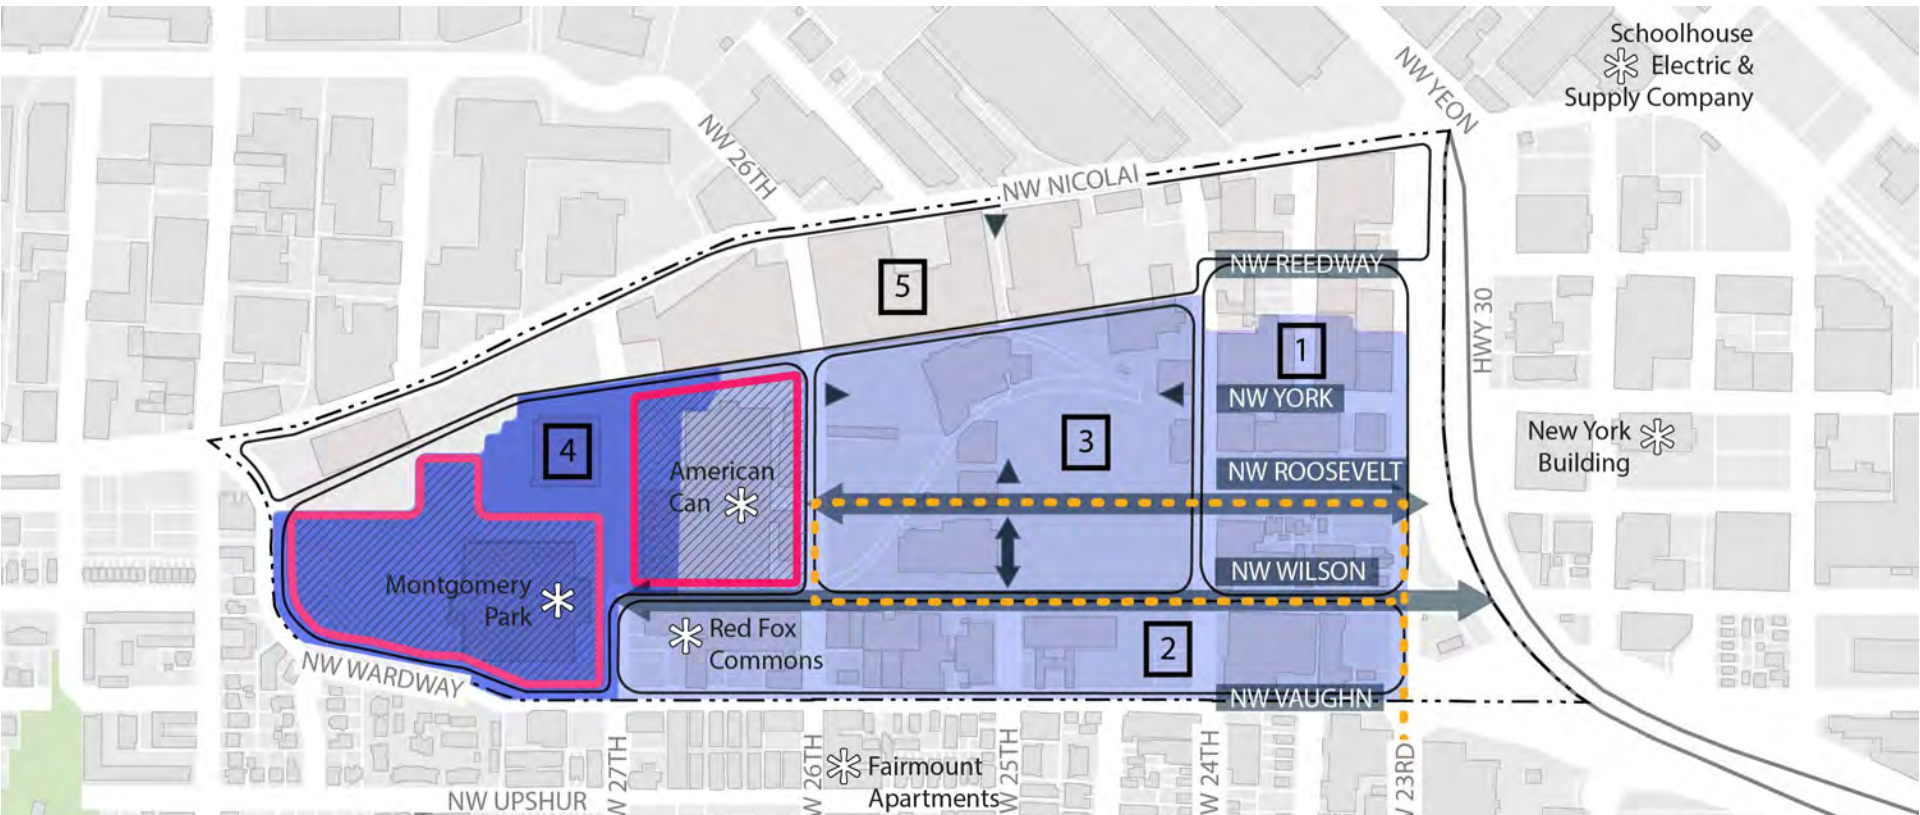 Schoolhouse
Electric &
Supply Company
NW YEON
NW 26TH
NW NICOLAI
5
NW REEDWAY
1
HWY 30
NW YORK
3
4
New York
Building
American
Can
NW ROOSEVELT
NW WILSON
Montgomery
Park
Red Fox
Commons
2
NW WARDWAY
NW VAUGHN
W 27TH
W 26TH
W 25TH
W 24TH
23RD
Fairmount
Apartments
NW UPSHUR